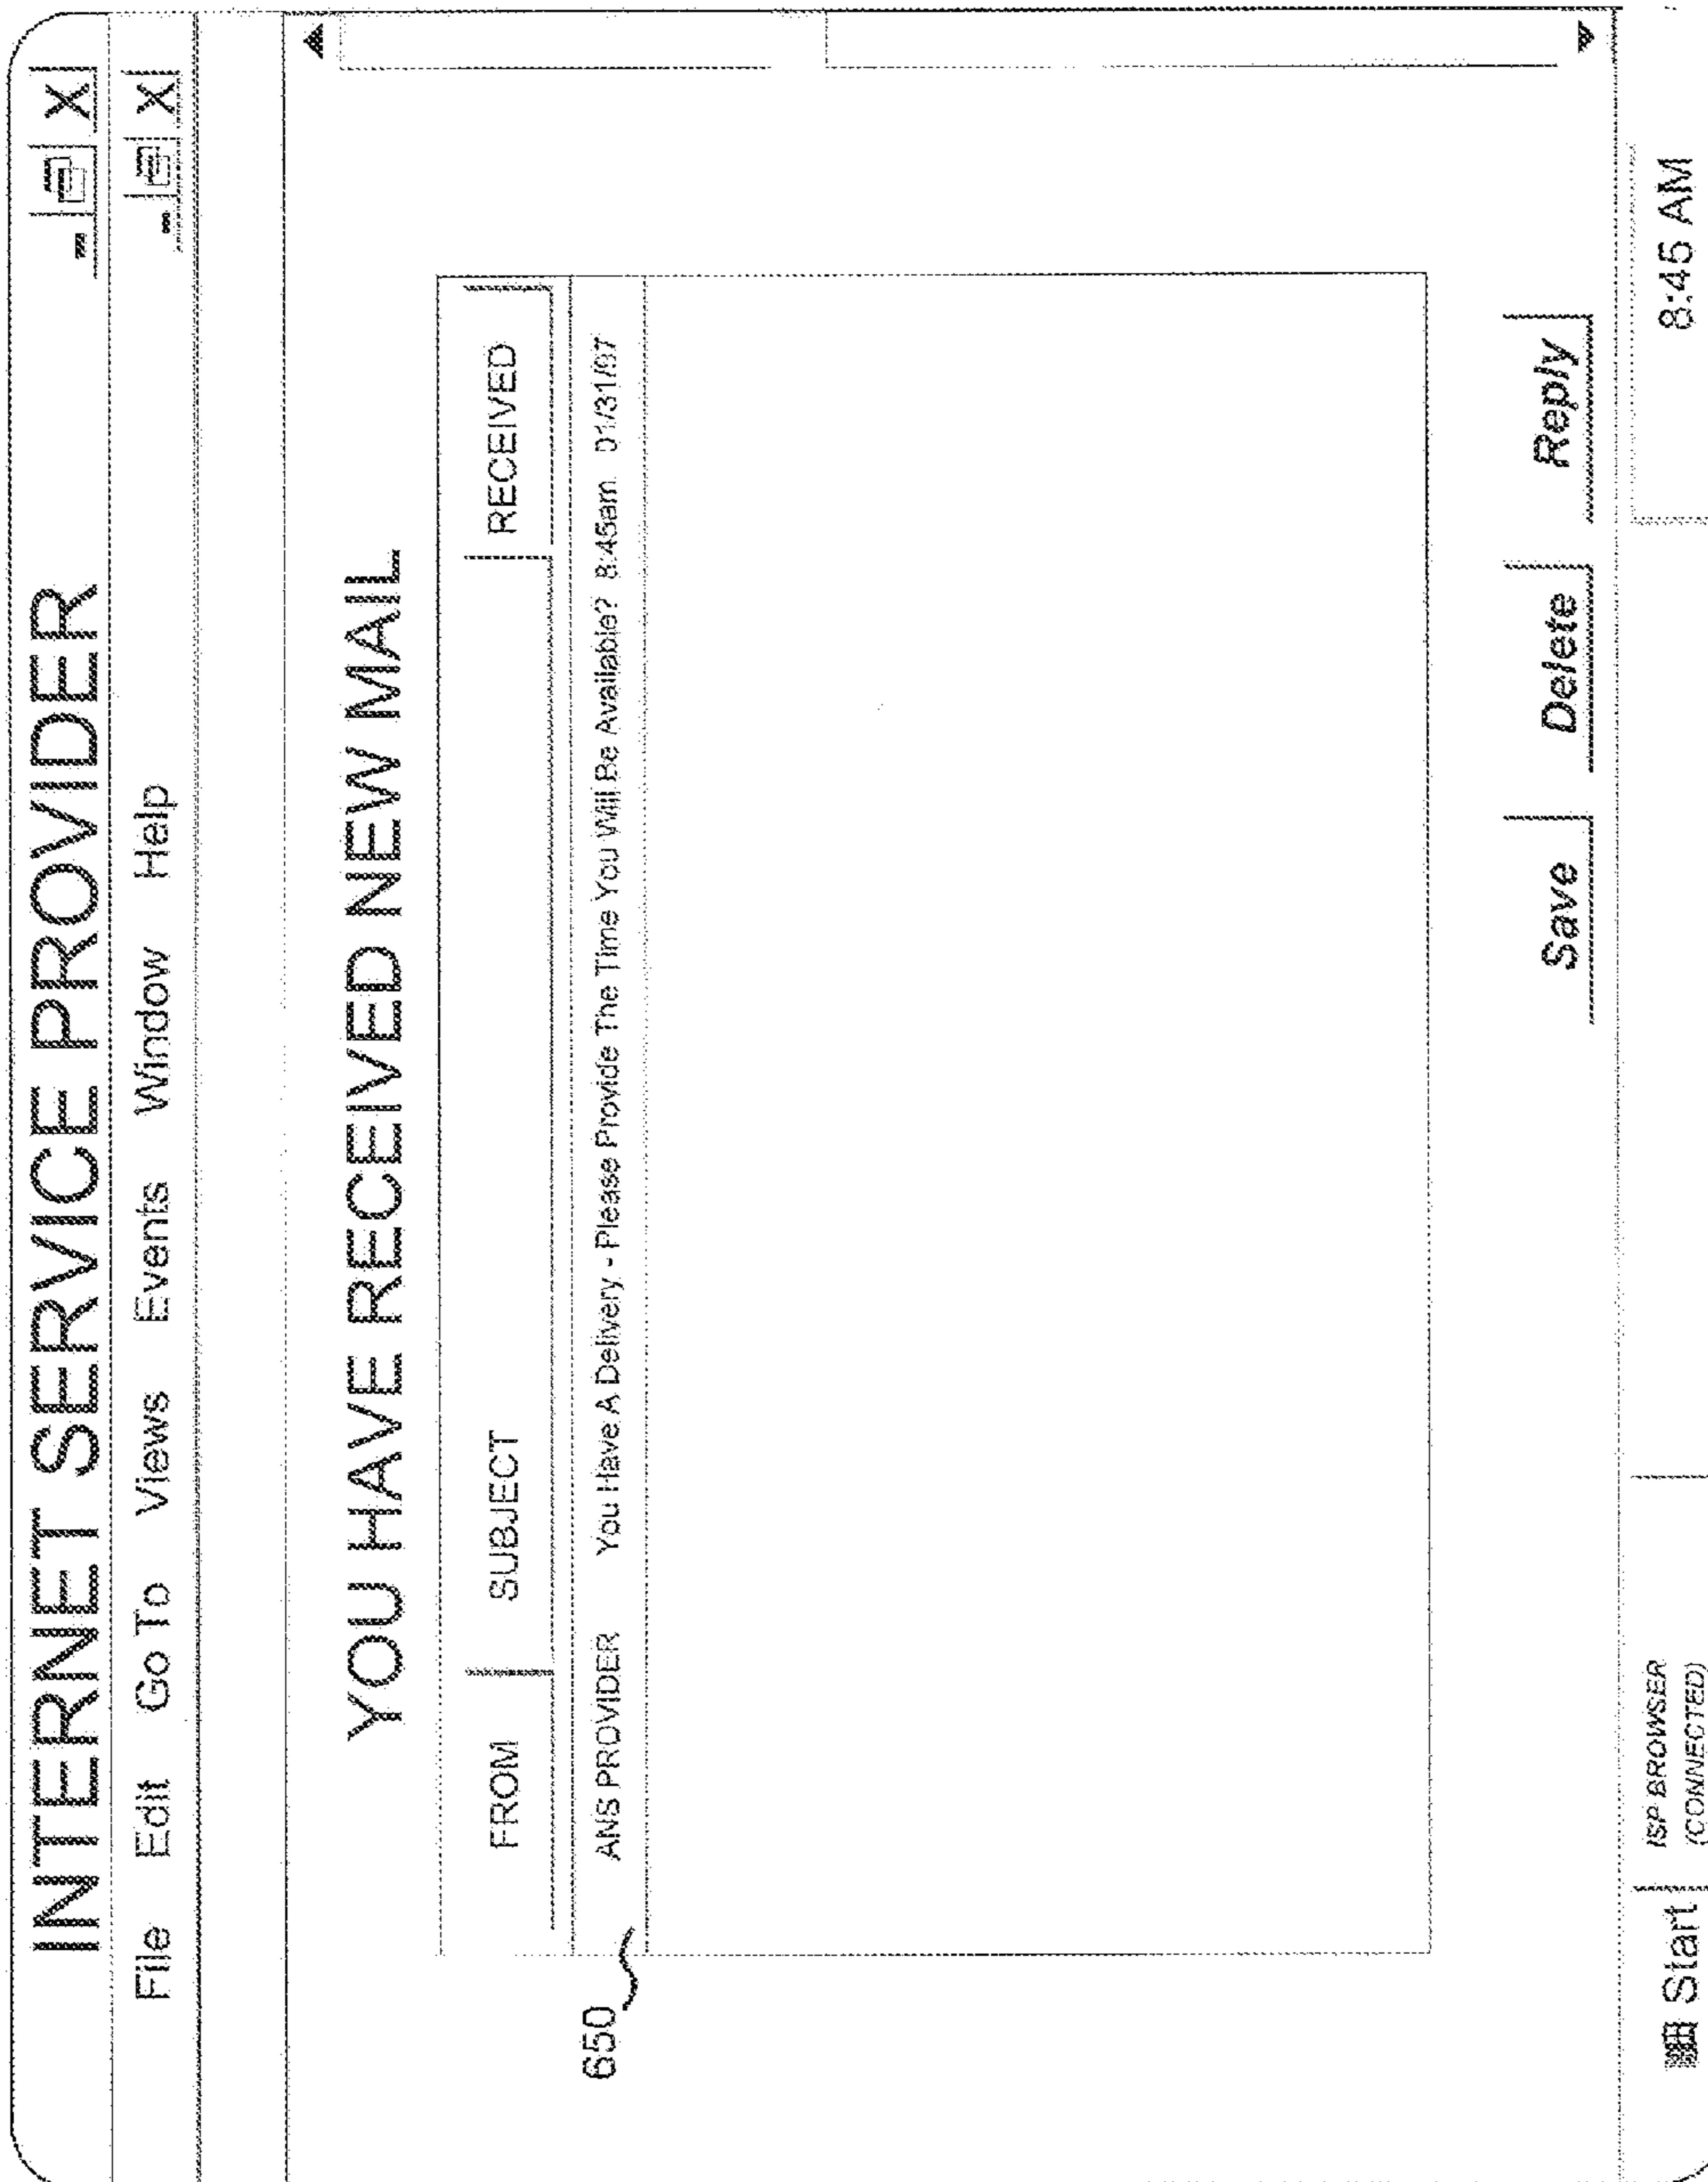 INTERNET SERVICE PROVIDER
X
File Edit Go To Views Events Window Help
X
YOU HAVE RECEIVED NEW MAIL
FROM SUBJECT RECEIVED
650
ANS PROVIDER You Have A Delivery - Please Provide The Time You Will Be Available? 8:45am 01/31/97
Save Delete Reply
Start ISP BROWSER
(CONNECTED)
8:45 AM